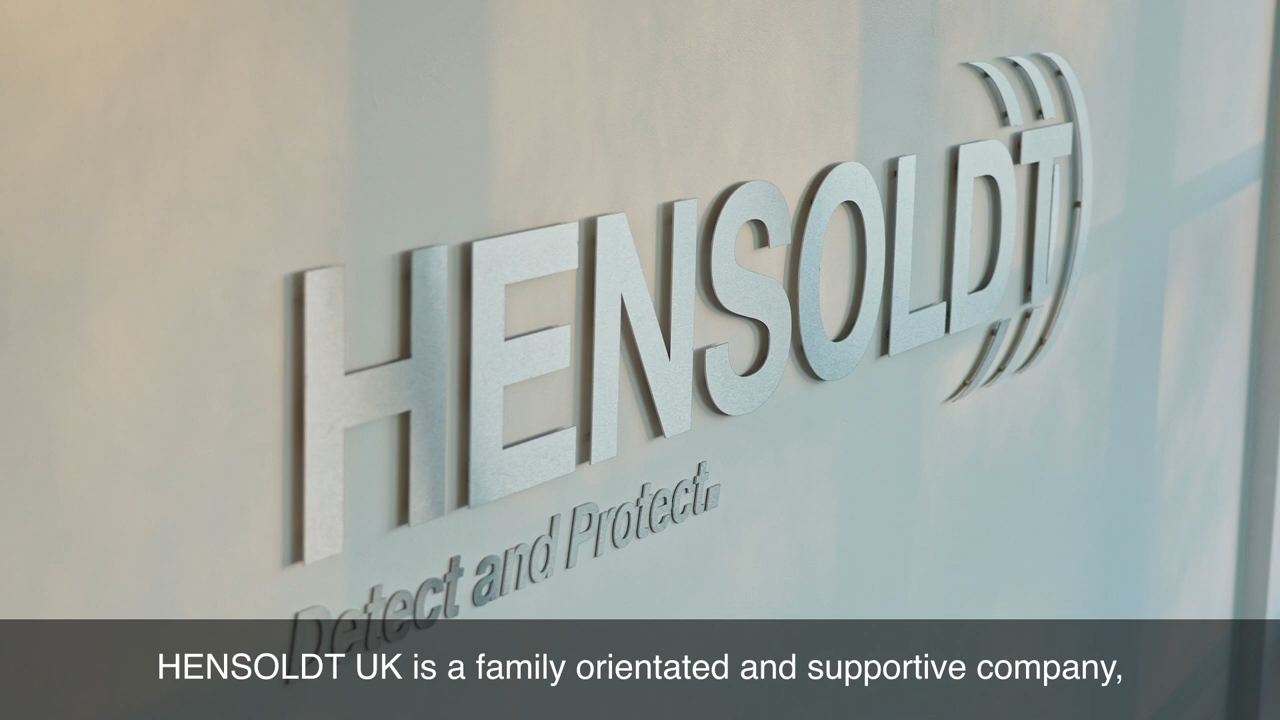 HENSOLDT
Detect and Protect.
HENSOLDT UK is a family orientated and supportive company,